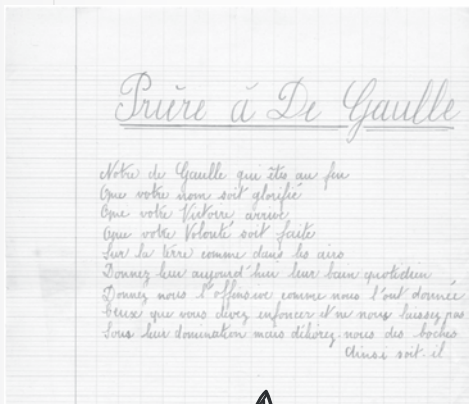 Prière à De Gaulle
Notre de Gaulle qui êtes au feu
Que votre nom soit glorifié
Que votre Victoire arrive
Que votre Volonté soit faite
Sur la terre comme dans les airs
Donnez leur aujourd'hui leur bain quotidien
Donnez nous l'offensive comme nous l'ont donnée
Ceux que vous devez enfoncer et ne nous laissez pas
Sous leur domination mais délivrez-nous des boches
Ainsi soit il